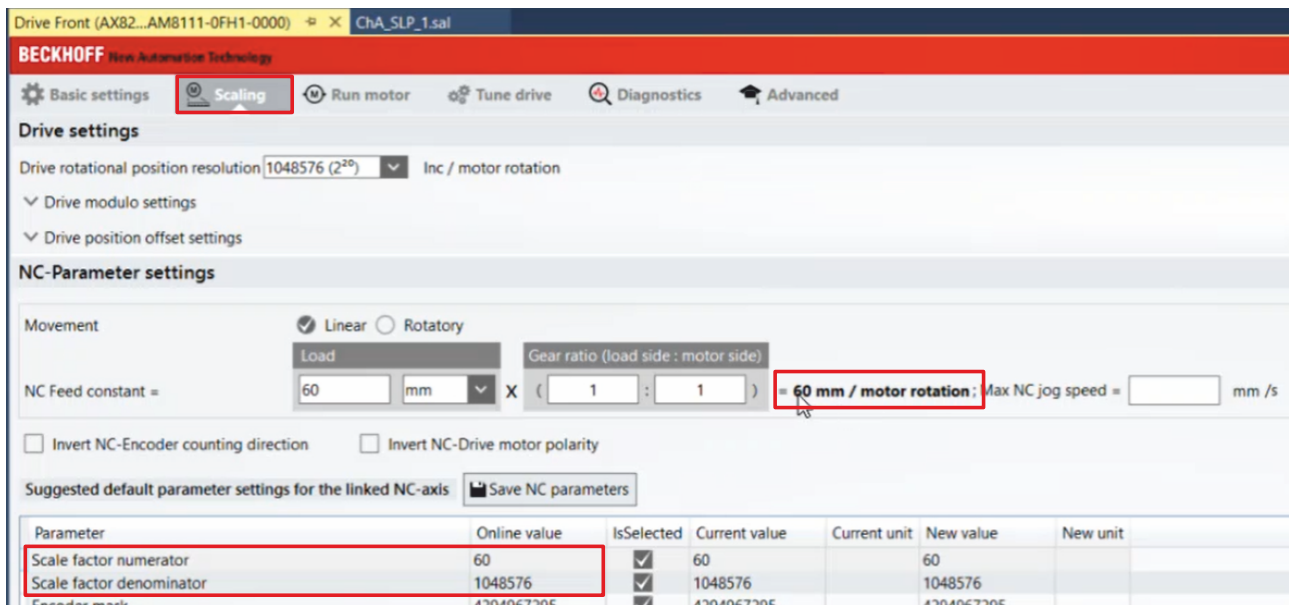 Drive Front (AX82...AM8111-0FH1-0000) ChA_SLP_1.sal
BECKHOFF New Automation Technology
Basic settings Scaling Run motor Tune drive Diagnostics Advanced
Drive settings
Drive rotational position resolution 1048576 (2²⁰) Inc / motor rotation
Drive modulo settings
Drive position offset settings
NC-Parameter settings
Movement Linear Rotatory
Load Gear ratio (load side : motor side)
NC Feed constant = 60 mm X ( 1 : 1 ) = 60 mm / motor rotation ; Max NC jog speed = mm /s
Invert NC-Encoder counting direction Invert NC-Drive motor polarity
Suggested default parameter settings for the linked NC-axis Save NC parameters
Parameter Online value IsSelected Current value Current unit New value New unit
Scale factor numerator 60 60 60
Scale factor denominator 1048576 1048576 1048576
Encoder mask 4294967295 4294967295 4294967295